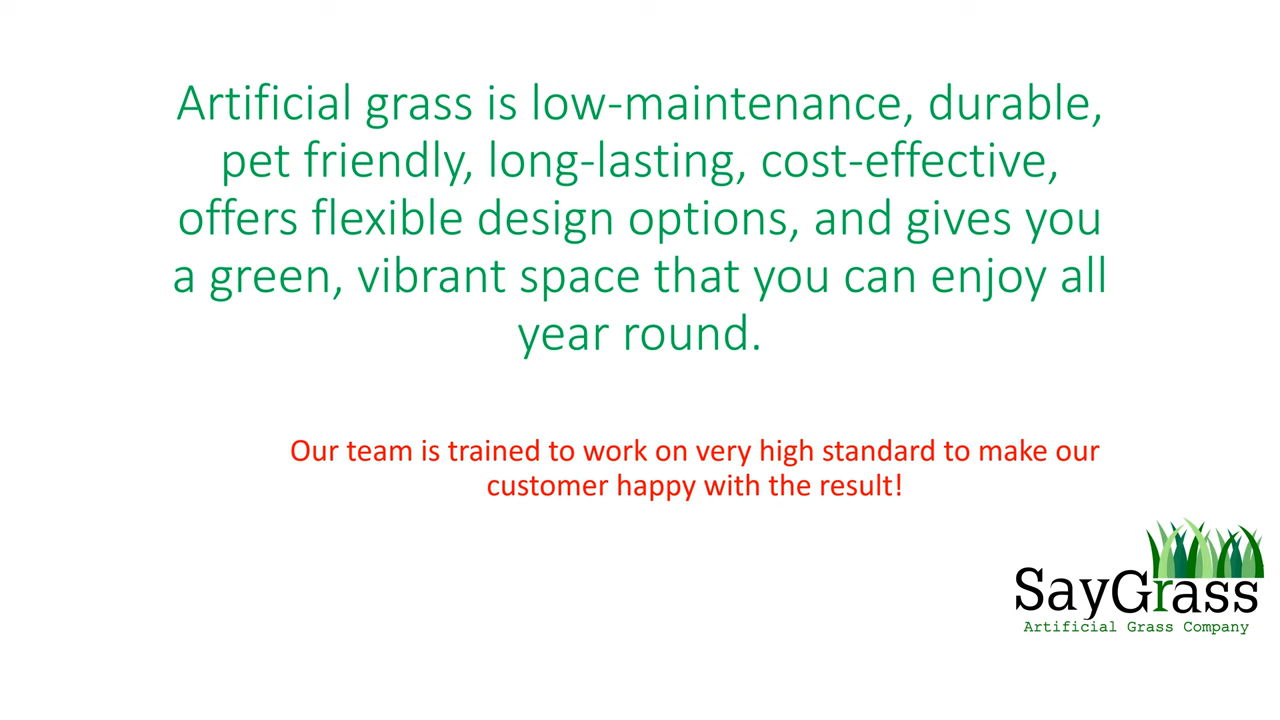 Artificial grass is low-maintenance, durable,
pet friendly, long-lasting, cost-effective,
offers flexible design options, and gives you
a green, vibrant space that you can enjoy all
year round.
Our team is trained to work on very high standard to make our
customer happy with the result!
SayGrass
Artificial Grass Company